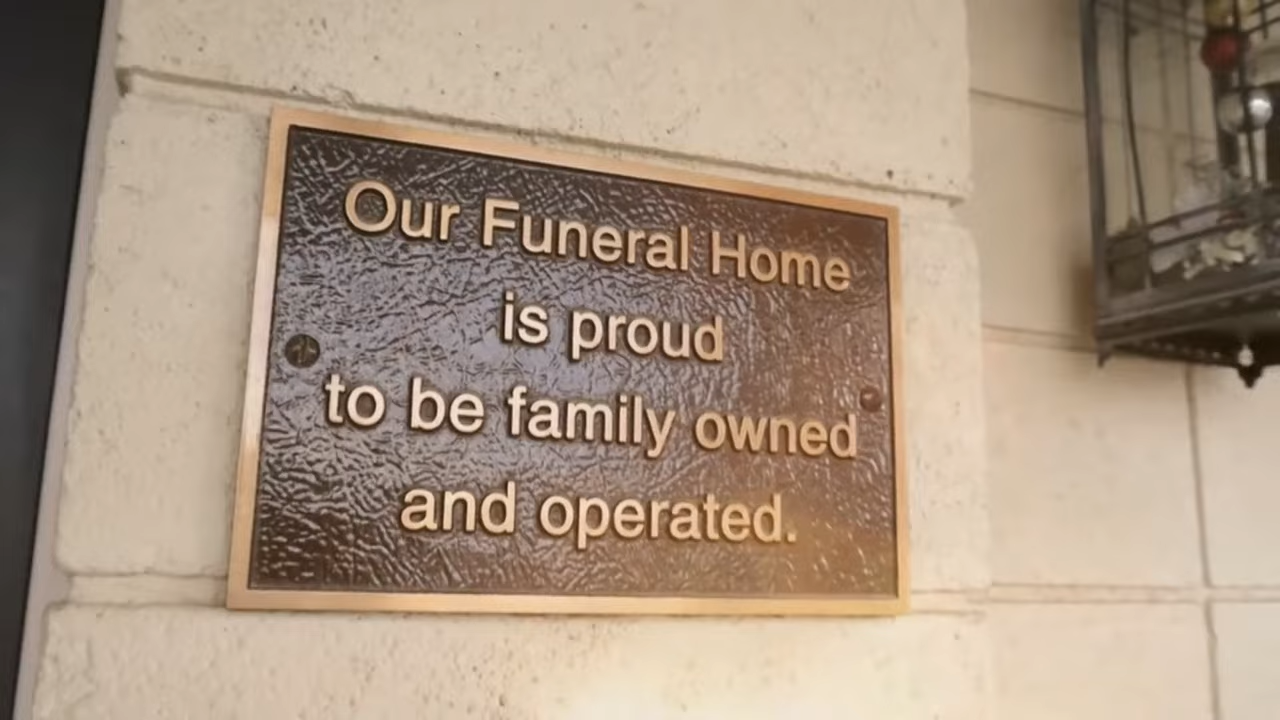 Our Funeral Home
is proud
to be family owned
and operated.